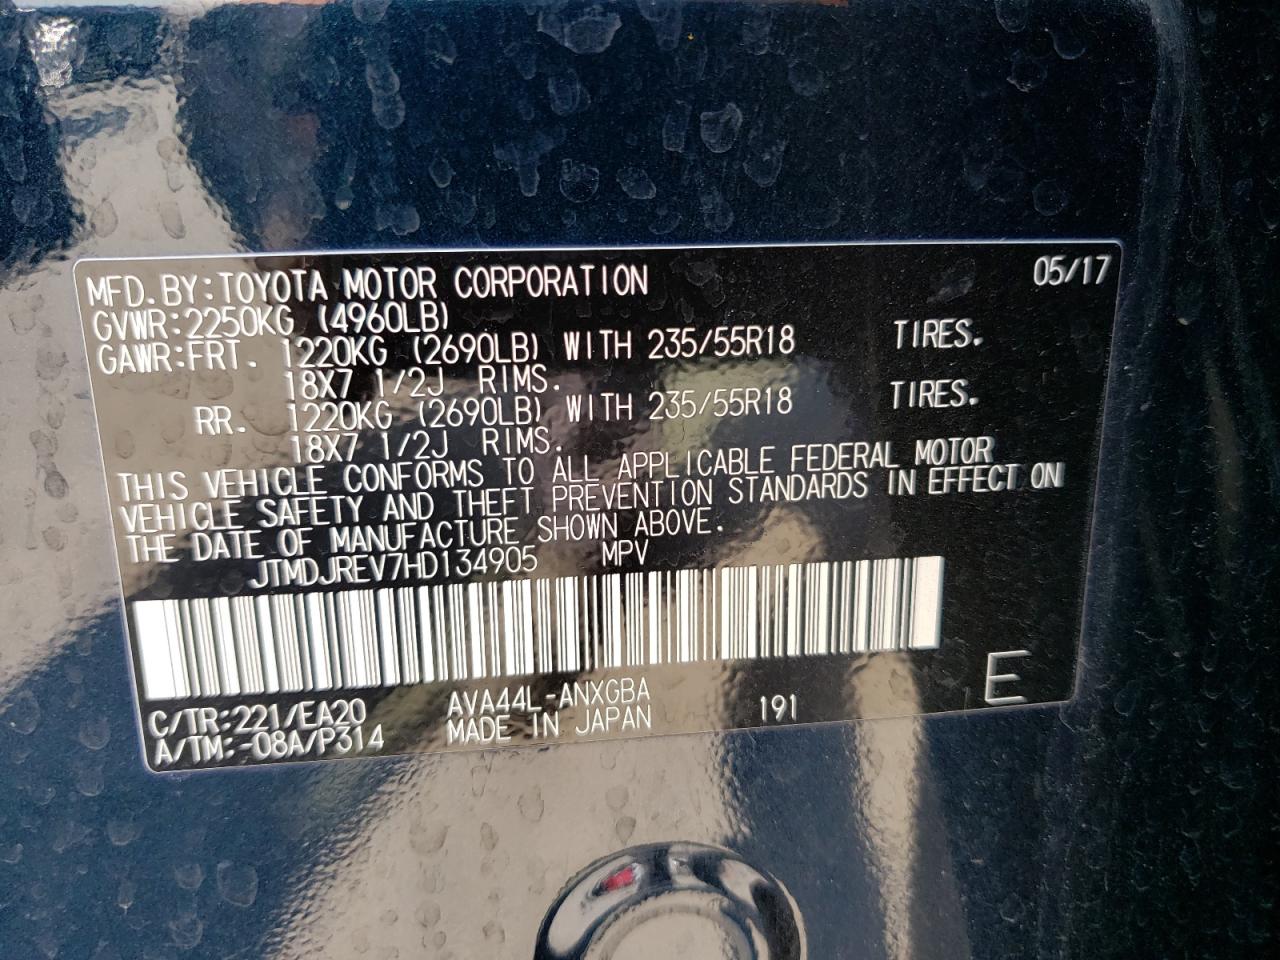 MFD.BY:TOYOTA MOTOR CORPORATION 05/17
GVWR:2250KG (4960LB)
GAWR:FRT. 1220KG (2690LB) WITH 235/55R18 TIRES.
18X7 1/2J RIMS.
RR. 1220KG (2690LB) WITH 235/55R18 TIRES.
18X7 1/2J RIMS.
THIS VEHICLE CONFORMS TO ALL APPLICABLE FEDERAL MOTOR
VEHICLE SAFETY AND THEFT PREVENTION STANDARDS IN EFFECT ON
THE DATE OF MANUFACTURE SHOWN ABOVE.
JTMDJREV7HD134905 MPV
C/TR:221/EA20 AVA44L-ANXGBA 191 E
A/TM:-08A/P314 MADE IN JAPAN